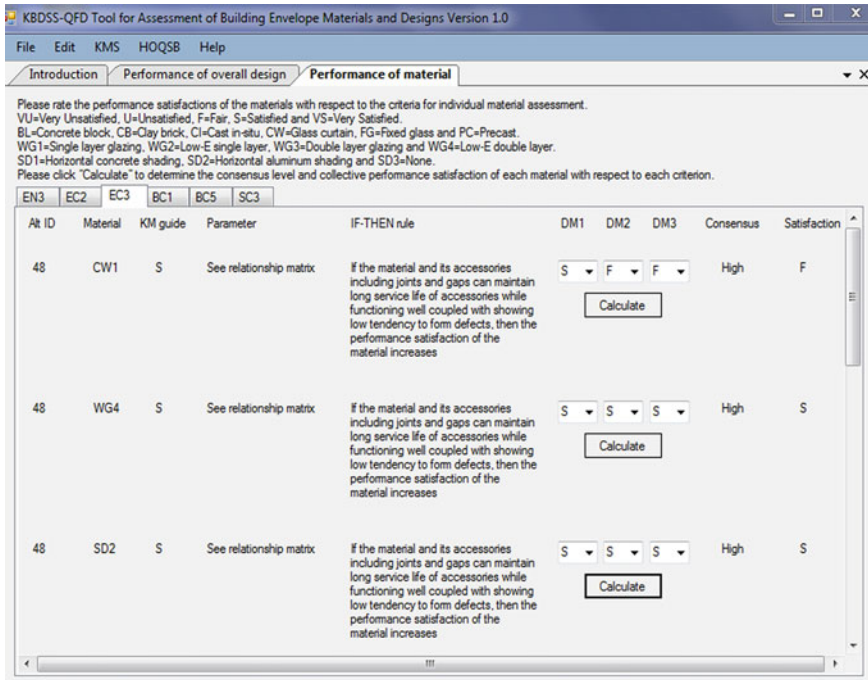 KBDSS-QFD Tool for Assessment of Building Envelope Materials and Designs Version 1.0
File Edit KMS HOQSB Help
Introduction Performance of overall design Performance of material
Please rate the performance satisfactions of the materials with respect to the criteria for individual material assessment.
VU=Very Unsatisfied, U=Unsatisfied, F=Fair, S=Satisfied and VS=Very Satisfied.
BL=Concrete block, CB=Clay brick, CI=Cast in-situ, CW=Glass curtain, FG=Fixed glass and PC=Precast.
WG1=Single layer glazing, WG2=Low-E single layer, WG3=Double layer glazing and WG4=Low-E double layer.
SD1=Horizontal concrete shading, SD2=Horizontal aluminum shading and SD3=None.
Please click "Calculate" to determine the consensus level and collective performance satisfaction of each material with respect to each criterion.
EN3 EC2 EC3 BC1 BC5 SC3
Alt ID Material KM guide Parameter IF-THEN rule DM1 DM2 DM3 Consensus Satisfaction
48 CW1 S See relationship matrix If the material and its accessories S F F High F
including joints and gaps can maintain
long service life of accessories while
functioning well coupled with showing Calculate
low tendency to form defects, then the
performance satisfaction of the
material increases
48 WG4 S See relationship matrix If the material and its accessories S S S High S
including joints and gaps can maintain
long service life of accessories while
functioning well coupled with showing Calculate
low tendency to form defects, then the
performance satisfaction of the
material increases
48 SD2 S See relationship matrix If the material and its accessories S S S High S
including joints and gaps can maintain
long service life of accessories while
functioning well coupled with showing Calculate
low tendency to form defects, then the
performance satisfaction of the
material increases